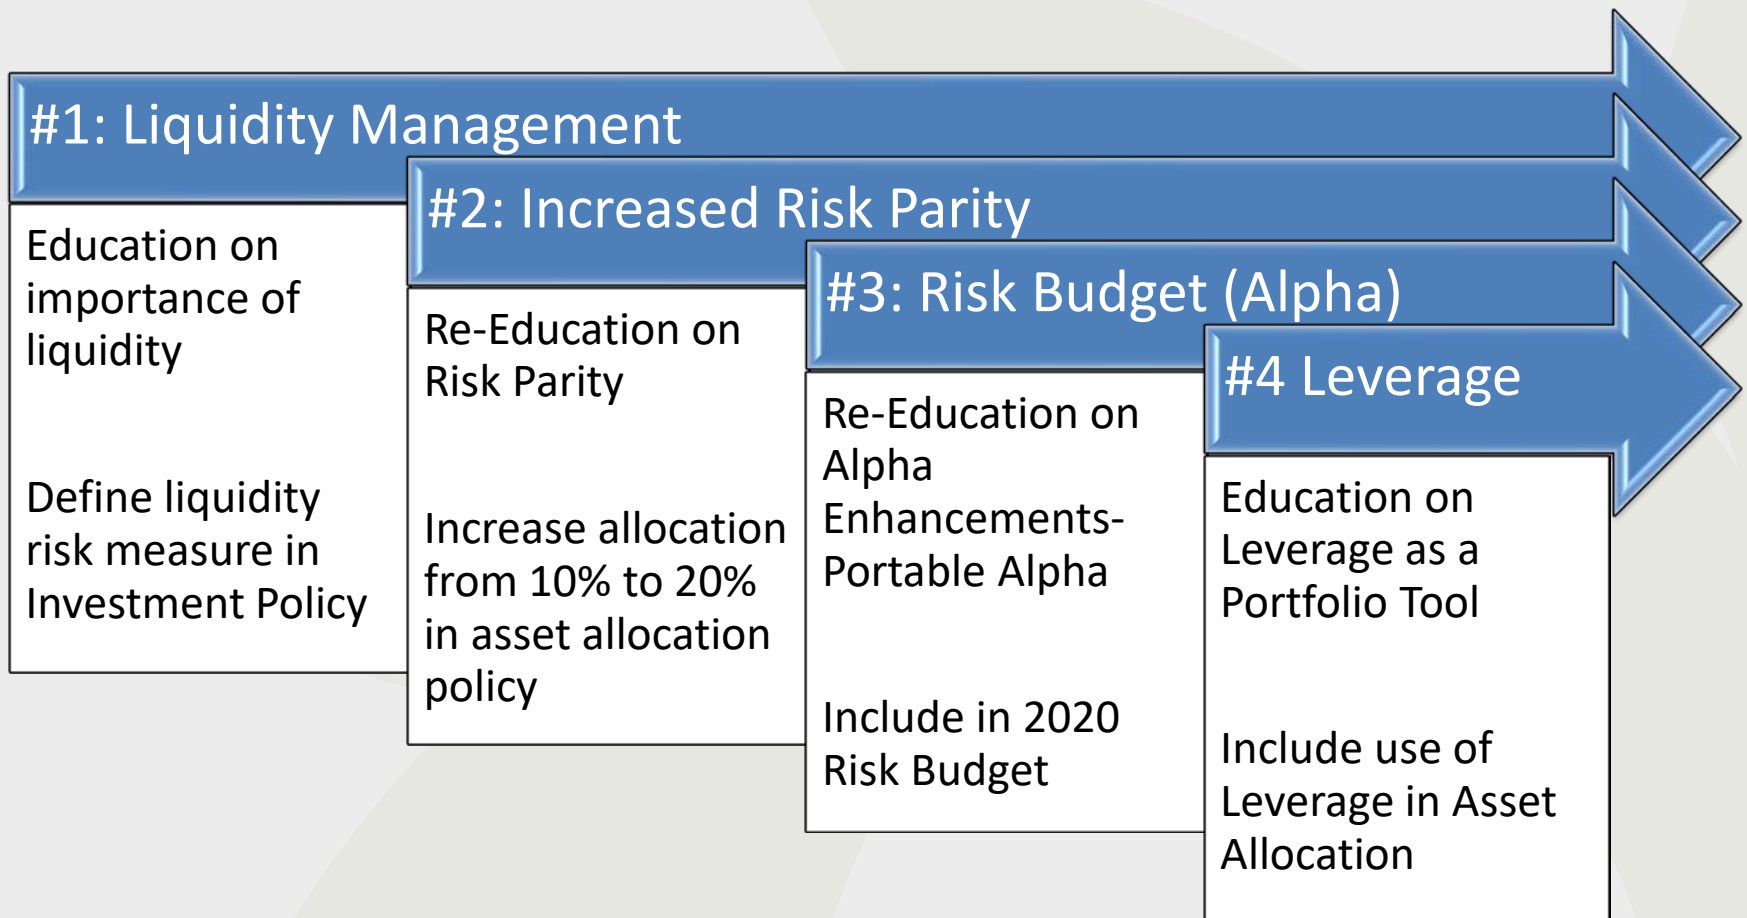 #1: Liquidity Management
Education on
importance of
liquidity
Define liquidity
risk measure in
Investment Policy
#2: Increased Risk Parity
Re-Education on
Risk Parity
Increase allocation
from 10% to 20%
in asset allocation
policy
#3: Risk Budget (Alpha)
Re-Education on
Alpha
Enhancements-
Portable Alpha
Include in 2020
Risk Budget
#4 Leverage
Education on
Leverage as a
Portfolio Tool
Include use of
Leverage in Asset
Allocation